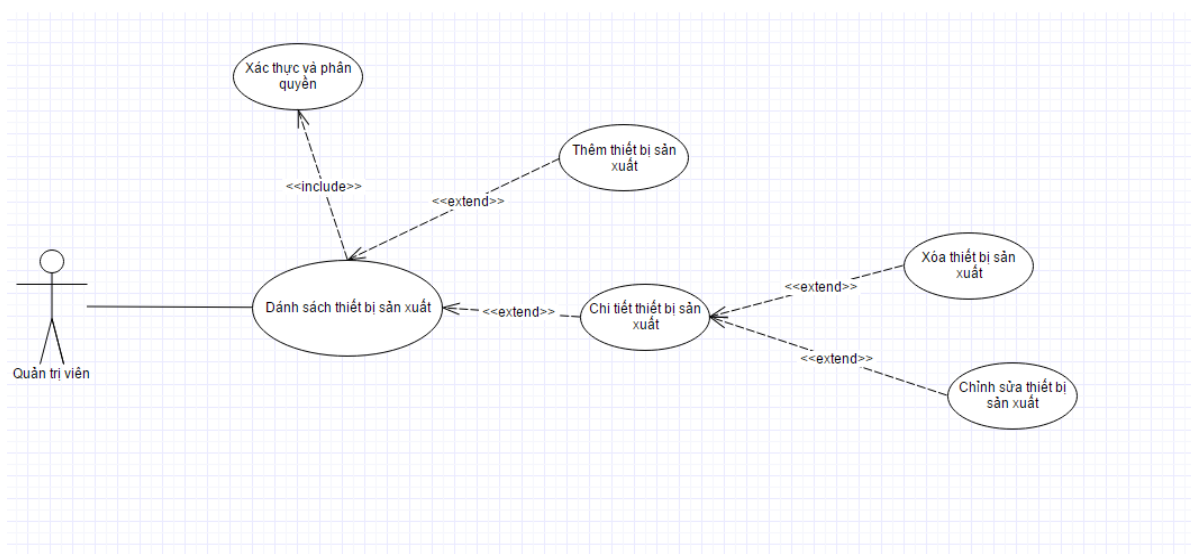 Xác thực và phân
quyền
Thêm thiết bị sản
xuất
<<include>>
<<extend>>
Xóa thiết bị sản
xuất
<<extend>>
Dánh sách thiết bị sản xuất
<<extend>>
Chi tiết thiết bị sản
xuất
<<extend>>
Quản trị viên
Chỉnh sửa thiết bị
sản xuất